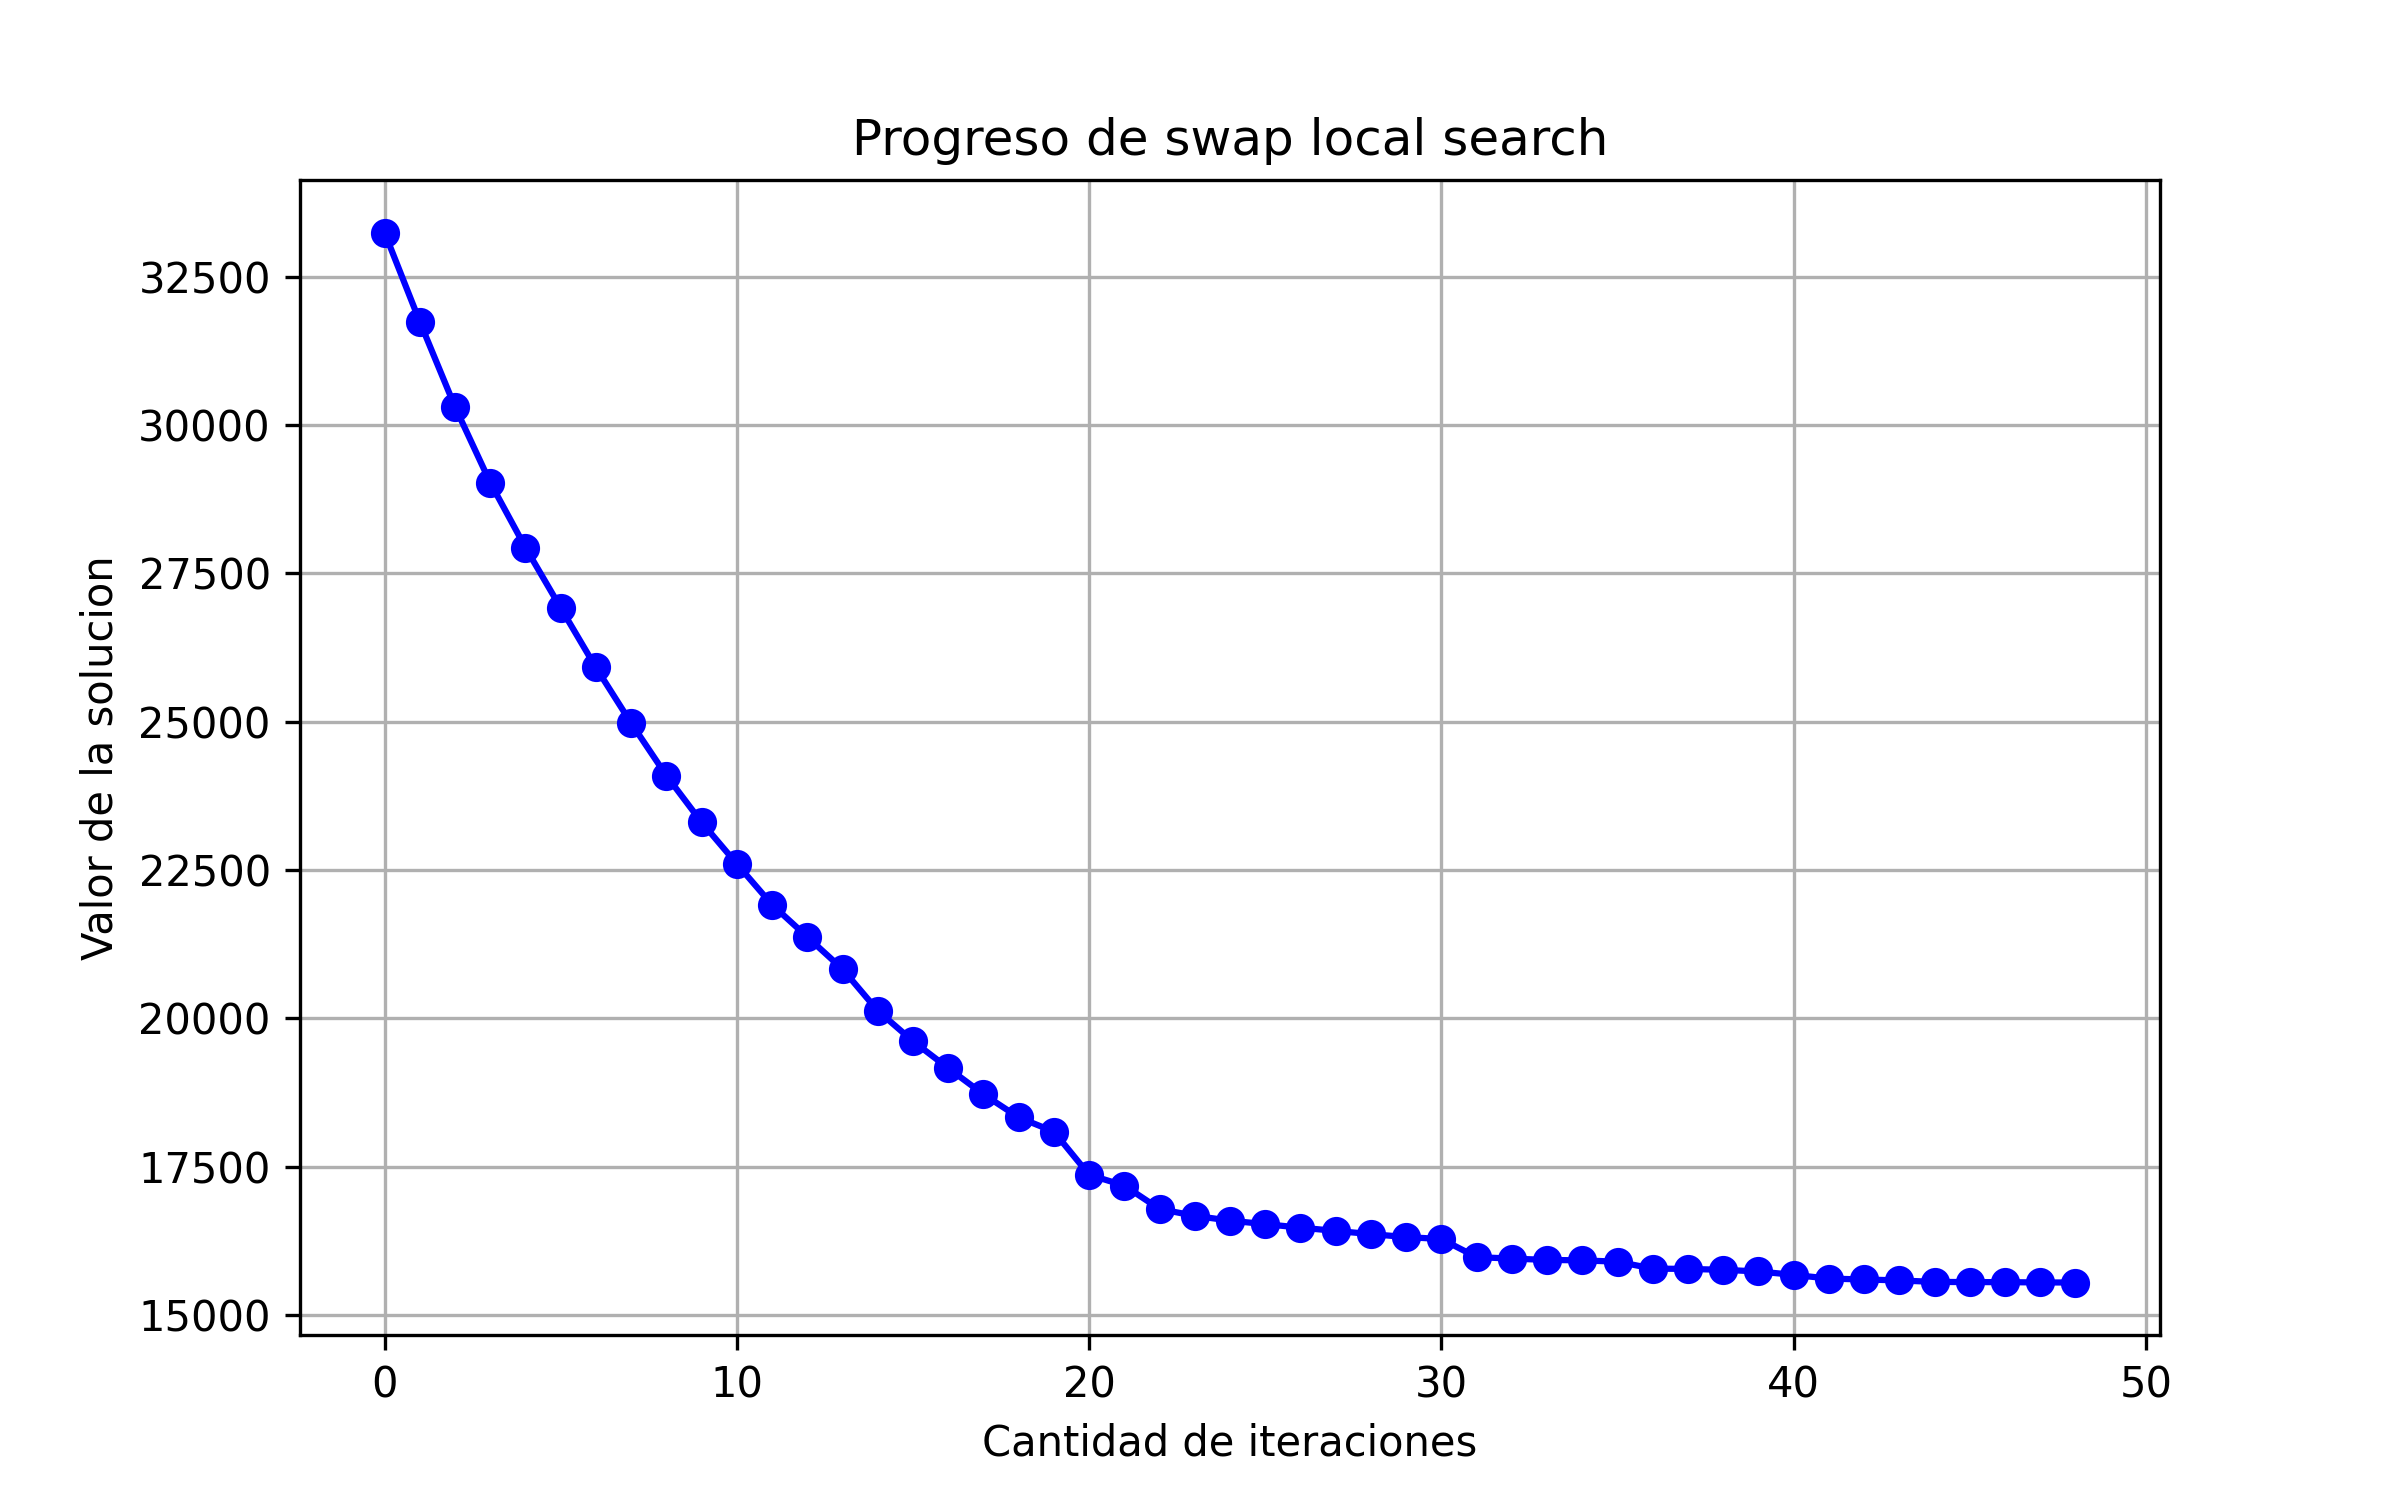 Progreso de swap local search
Valor de la solucion
32500
30000
27500
25000
22500
20000
17500
15000
0 10 20 30 40 50
Cantidad de iteraciones